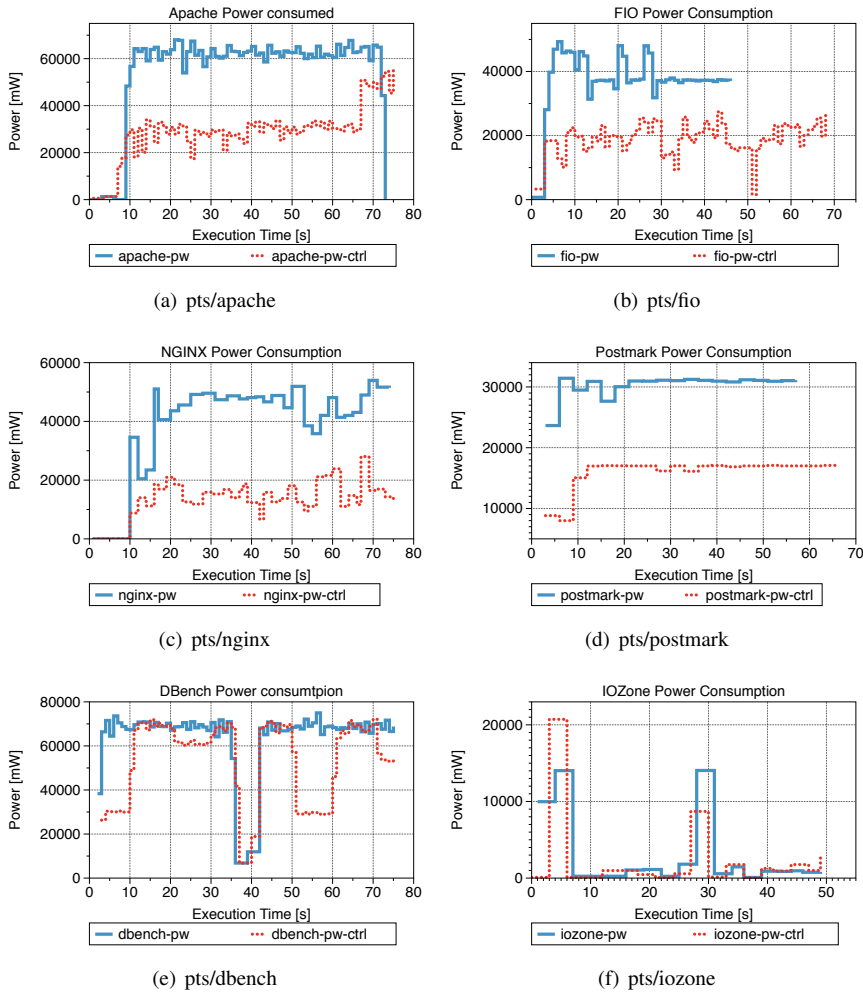 Apache Power consumed
Power [mW]
60000
40000
20000
0
0 10 20 30 40 50 60 70 80
Execution Time [s]
apache-pw apache-pw-ctrl
(a) pts/apache
FIO Power Consumption
Power [mW]
40000
20000
0
0 10 20 30 40 50 60 70
Execution Time [s]
fio-pw fio-pw-ctrl
(b) pts/fio
NGINX Power Consumption
Power [mW]
60000
40000
20000
0
0 10 20 30 40 50 60 70 80
Execution Time [s]
nginx-pw nginx-pw-ctrl
(c) pts/nginx
Postmark Power Consumption
Power [mW]
30000
20000
10000
0 10 20 30 40 50 60 70
Execution Time [s]
postmark-pw postmark-pw-ctrl
(d) pts/postmark
DBench Power consumtpion
Power [mW]
80000
60000
40000
20000
0
0 10 20 30 40 50 60 70 80
Execution Time [s]
dbench-pw dbench-pw-ctrl
(e) pts/dbench
IOZone Power Consumption
Power [mW]
20000
10000
0
0 10 20 30 40 50
Execution Time [s]
iozone-pw iozone-pw-ctrl
(f) pts/iozone